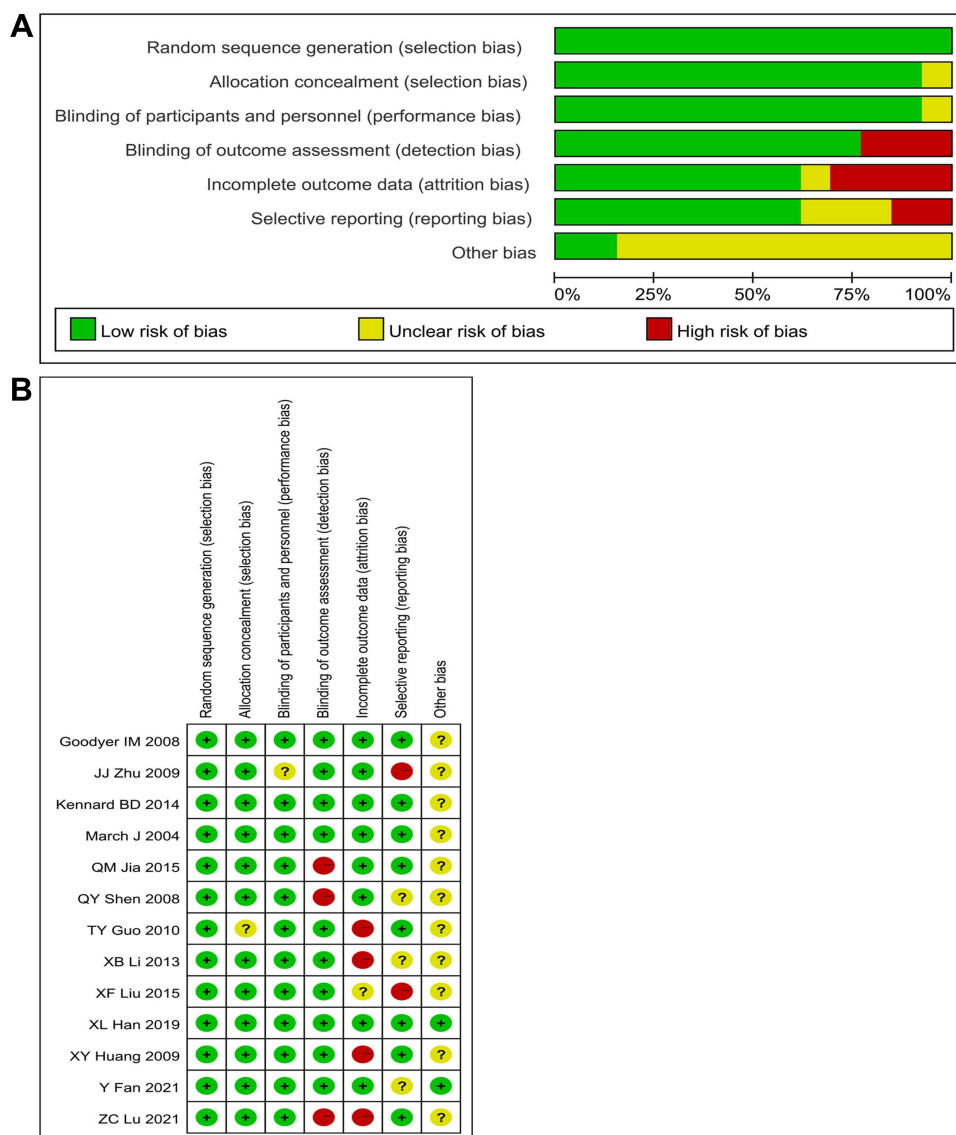 A
Random sequence generation (selection bias)
Allocation concealment (selection bias)
Blinding of participants and personnel (performance bias)
Blinding of outcome assessment (detection bias)
Incomplete outcome data (attrition bias)
Selective reporting (reporting bias)
Other bias
0% 25% 50% 75% 100%
Low risk of bias Unclear risk of bias High risk of bias
B
Random sequence generation (selection bias)
Allocation concealment (selection bias)
Blinding of participants and personnel (performance bias)
Blinding of outcome assessment (detection bias)
Incomplete outcome data (attrition bias)
Selective reporting (reporting bias)
Other bias
Goodyer IM 2008 + + + + + + ?
JJ Zhu 2009 + + ? + + - ?
Kennard BD 2014 + + + + + + ?
March J 2004 + + + + + + ?
QM Jia 2015 + + + - + + ?
QY Shen 2008 + + + - + ? ?
TY Guo 2010 + ? + + - + ?
XB Li 2013 + + + + - ? ?
XF Liu 2015 + + + + ? - ?
XL Han 2019 + + + + + + +
XY Huang 2009 + + + + - + ?
Y Fan 2021 + + + + + ? +
ZC Lu 2021 + + + - - + ?